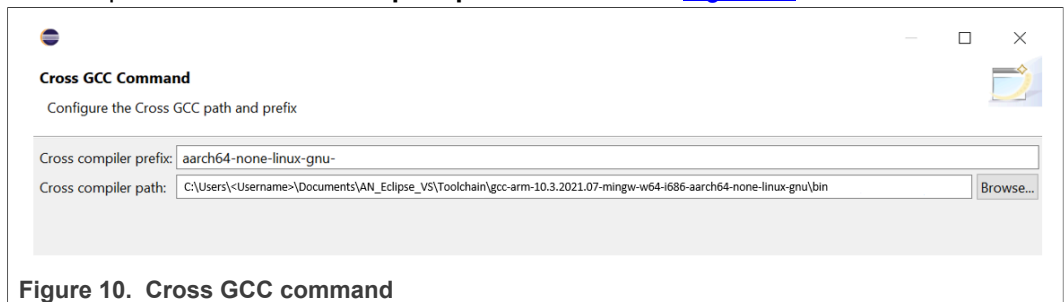 Cross GCC Command
Configure the Cross GCC path and prefix
Cross compiler prefix: aarch64-none-linux-gnu-
Cross compiler path: C:\Users\<Username>\Documents\AN_Eclipse_VS\Toolchain\gcc-arm-10.3.2021.07-mingw-w64-i686-aarch64-none-linux-gnu\bin Browse...
Figure 10. Cross GCC command